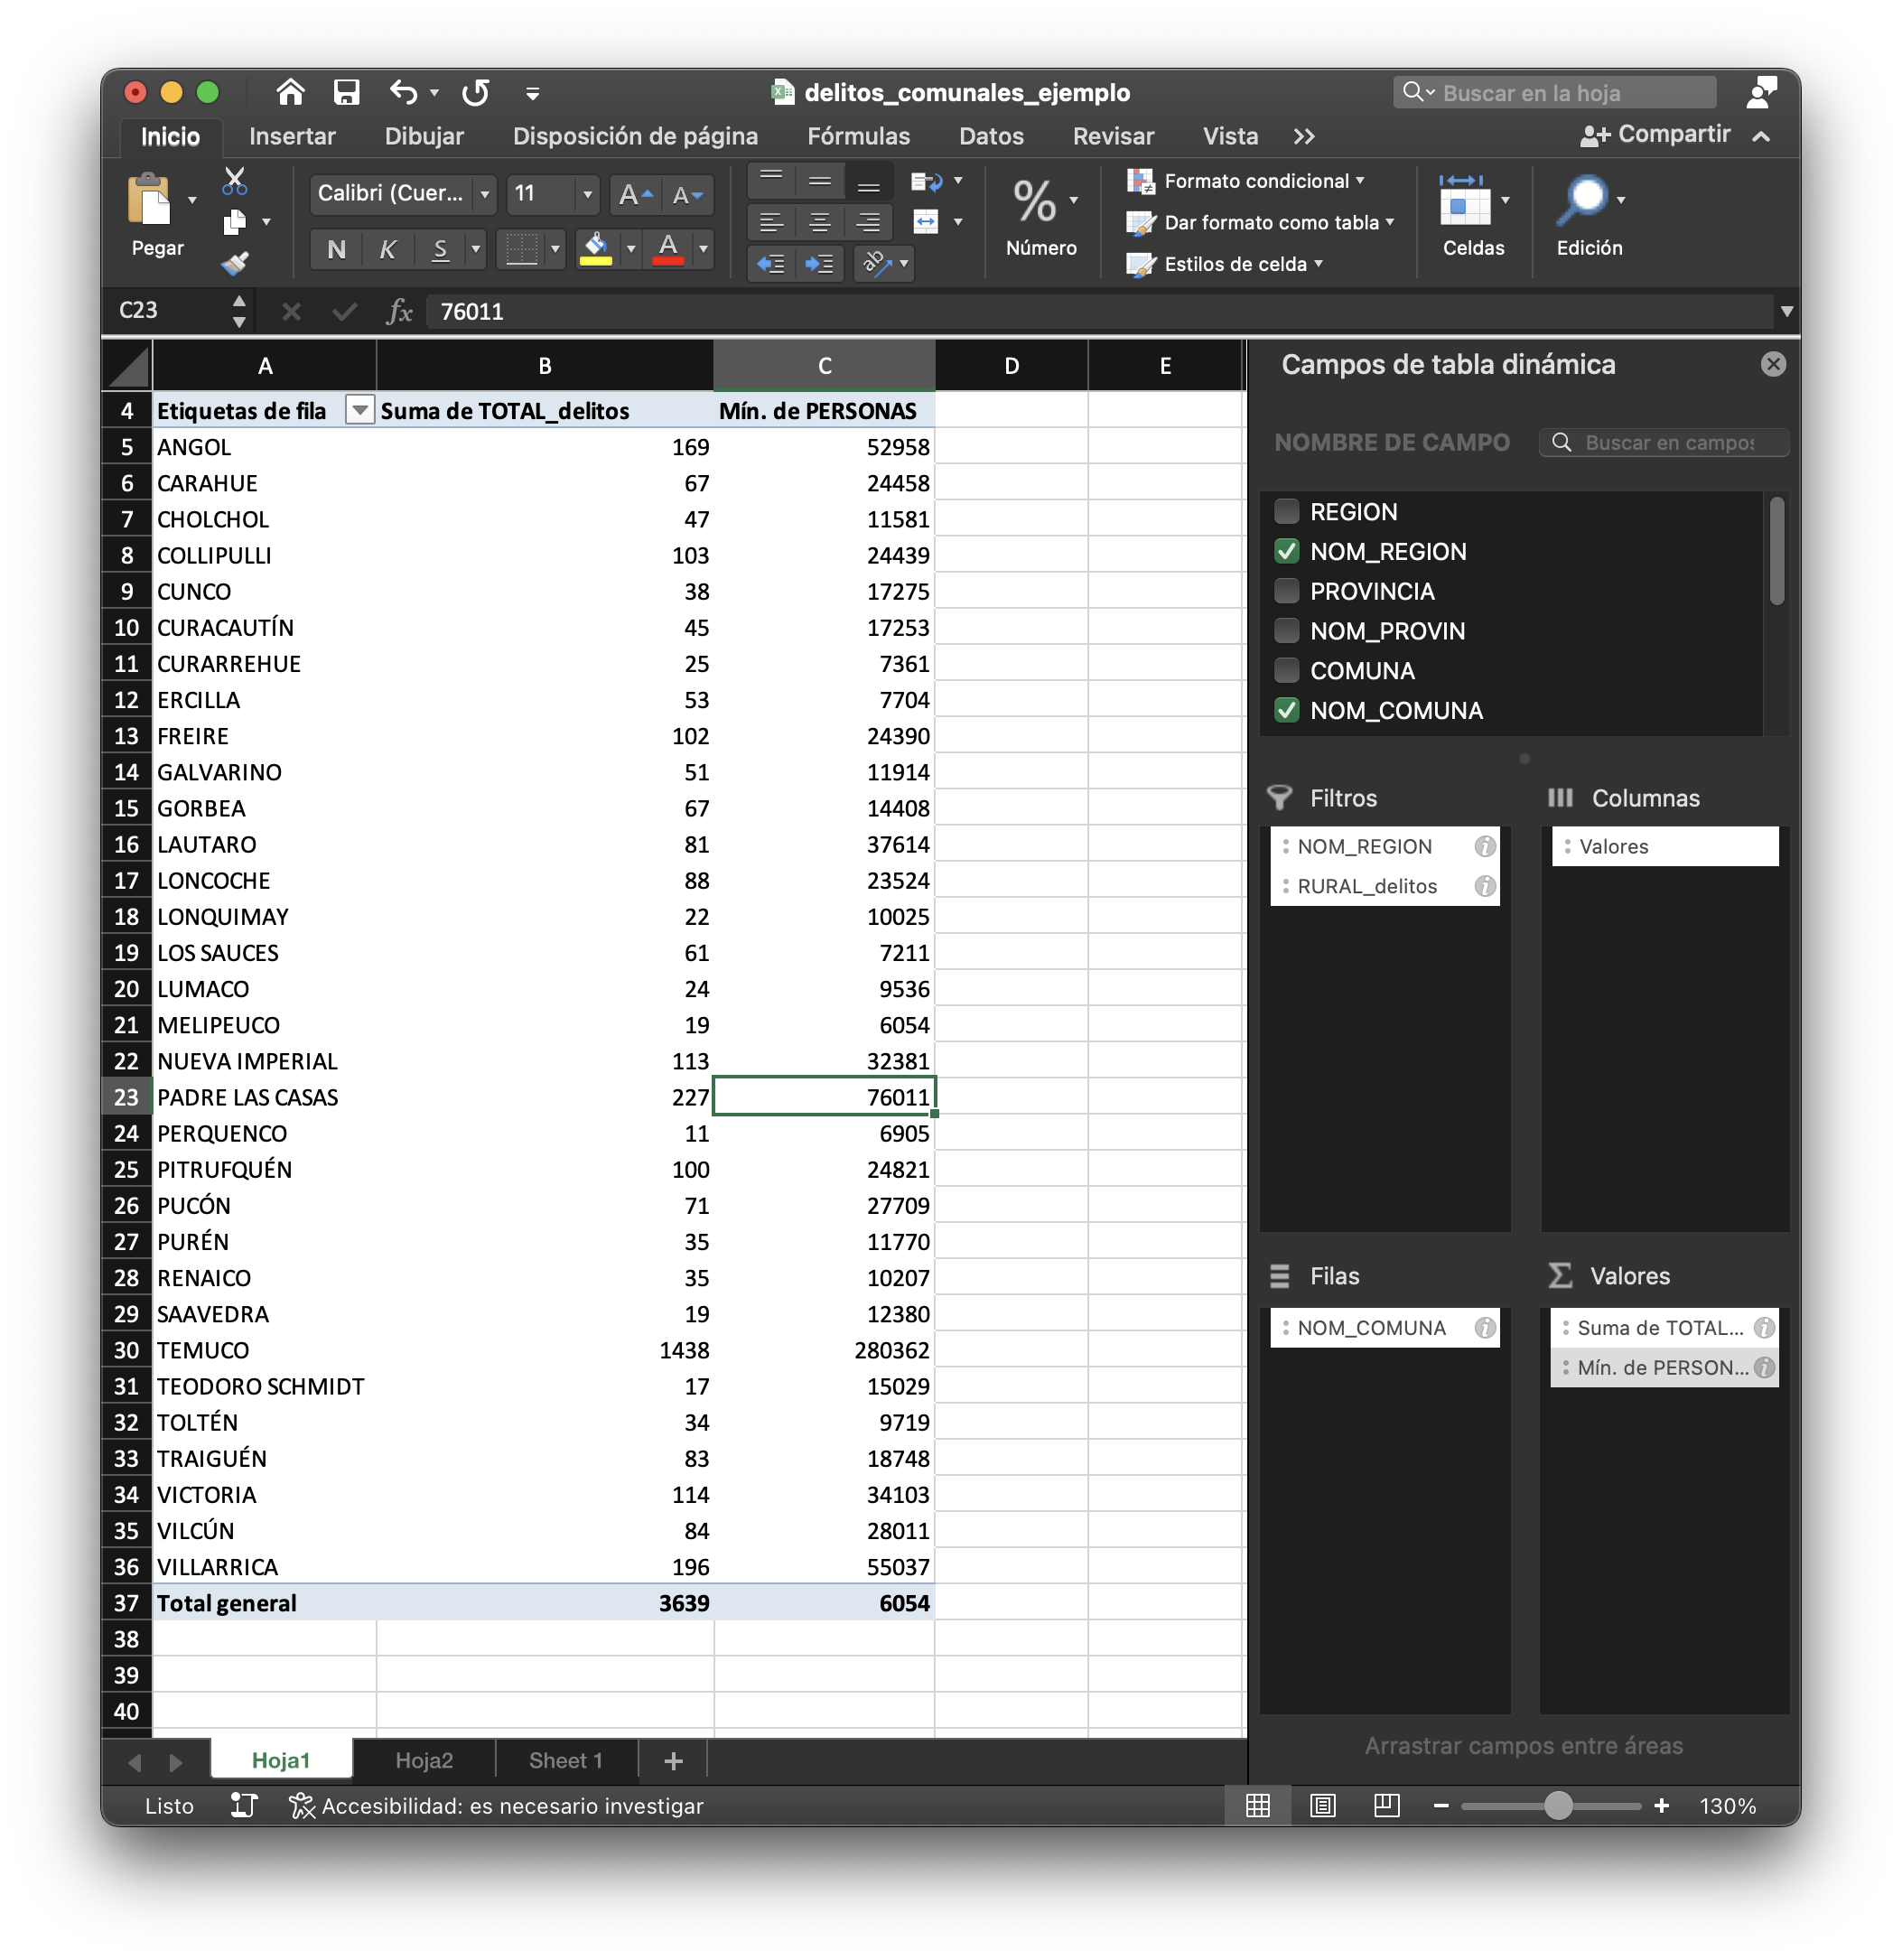 delitos_comunales_ejemplo
Buscar en la hoja
Inicio Insertar Dibujar Disposición de página Fórmulas Datos Revisar Vista >> Compartir
Pegar
Calibri (Cuer... 11
N K S
Número
Formato condicional
Dar formato como tabla
Estilos de celda
Celdas
Edición
C23 fx 76011
A B C D E
4 Etiquetas de fila Suma de TOTAL_delitos Mín. de PERSONAS
5 ANGOL 169 52958
6 CARAHUE 67 24458
7 CHOLCHOL 47 11581
8 COLLIPULLI 103 24439
9 CUNCO 38 17275
10 CURACAUTÍN 45 17253
11 CURARREHUE 25 7361
12 ERCILLA 53 7704
13 FREIRE 102 24390
14 GALVARINO 51 11914
15 GORBEA 67 14408
16 LAUTARO 81 37614
17 LONCOCHE 88 23524
18 LONQUIMAY 22 10025
19 LOS SAUCES 61 7211
20 LUMACO 24 9536
21 MELIPEUCO 19 6054
22 NUEVA IMPERIAL 113 32381
23 PADRE LAS CASAS 227 76011
24 PERQUENCO 11 6905
25 PITRUFQUÉN 100 24821
26 PUCÓN 71 27709
27 PURÉN 35 11770
28 RENAICO 35 10207
29 SAAVEDRA 19 12380
30 TEMUCO 1438 280362
31 TEODORO SCHMIDT 17 15029
32 TOLTÉN 34 9719
33 TRAIGUÉN 83 18748
34 VICTORIA 114 34103
35 VILCÚN 84 28011
36 VILLARRICA 196 55037
37 Total general 3639 6054
38
39
40
Campos de tabla dinámica
NOMBRE DE CAMPO Buscar en campos
REGION
NOM_REGION
PROVINCIA
NOM_PROVIN
COMUNA
NOM_COMUNA
Filtros
NOM_REGION
RURAL_delitos
Columnas
Valores
Filas
NOM_COMUNA
Valores
Suma de TOTAL...
Mín. de PERSON...
Arrastrar campos entre áreas
Hoja1 Hoja2 Sheet 1 +
Listo Accesibilidad: es necesario investigar 130%